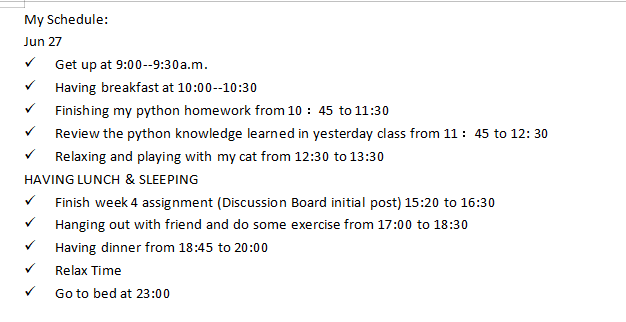 My Schedule:
Jun 27
✓ Get up at 9:00--9:30a.m.
✓ Having breakfast at 10:00--10:30
✓ Finishing my python homework from 10： 45 to 11:30
✓ Review the python knowledge learned in yesterday class from 11： 45 to 12: 30
✓ Relaxing and playing with my cat from 12:30 to 13:30
HAVING LUNCH & SLEEPING
✓ Finish week 4 assignment (Discussion Board initial post) 15:20 to 16:30
✓ Hanging out with friend and do some exercise from 17:00 to 18:30
✓ Having dinner from 18:45 to 20:00
✓ Relax Time
✓ Go to bed at 23:00